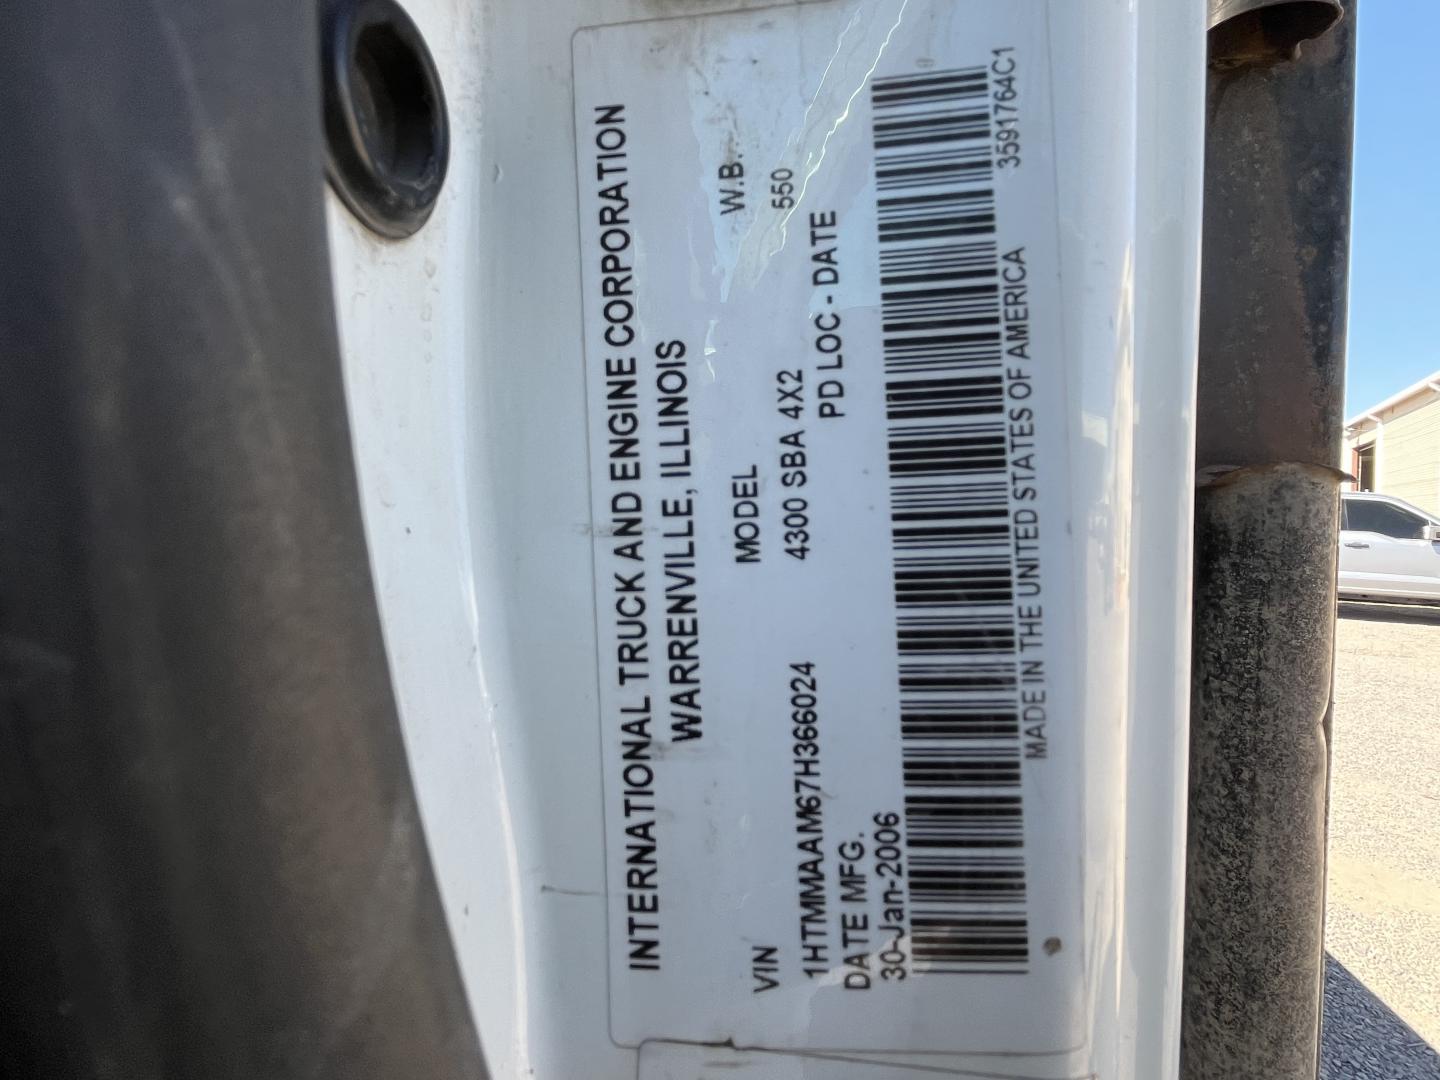 INTERNATIONAL TRUCK AND ENGINE CORPORATION
WARRENVILLE, ILLINOIS
VIN MODEL W.B.
1HTMMAAM67H366024 4300 SBA 4X2 550
DATE MFG. PD LOC - DATE
30-Jan-2006
MADE IN THE UNITED STATES OF AMERICA 3591764C1